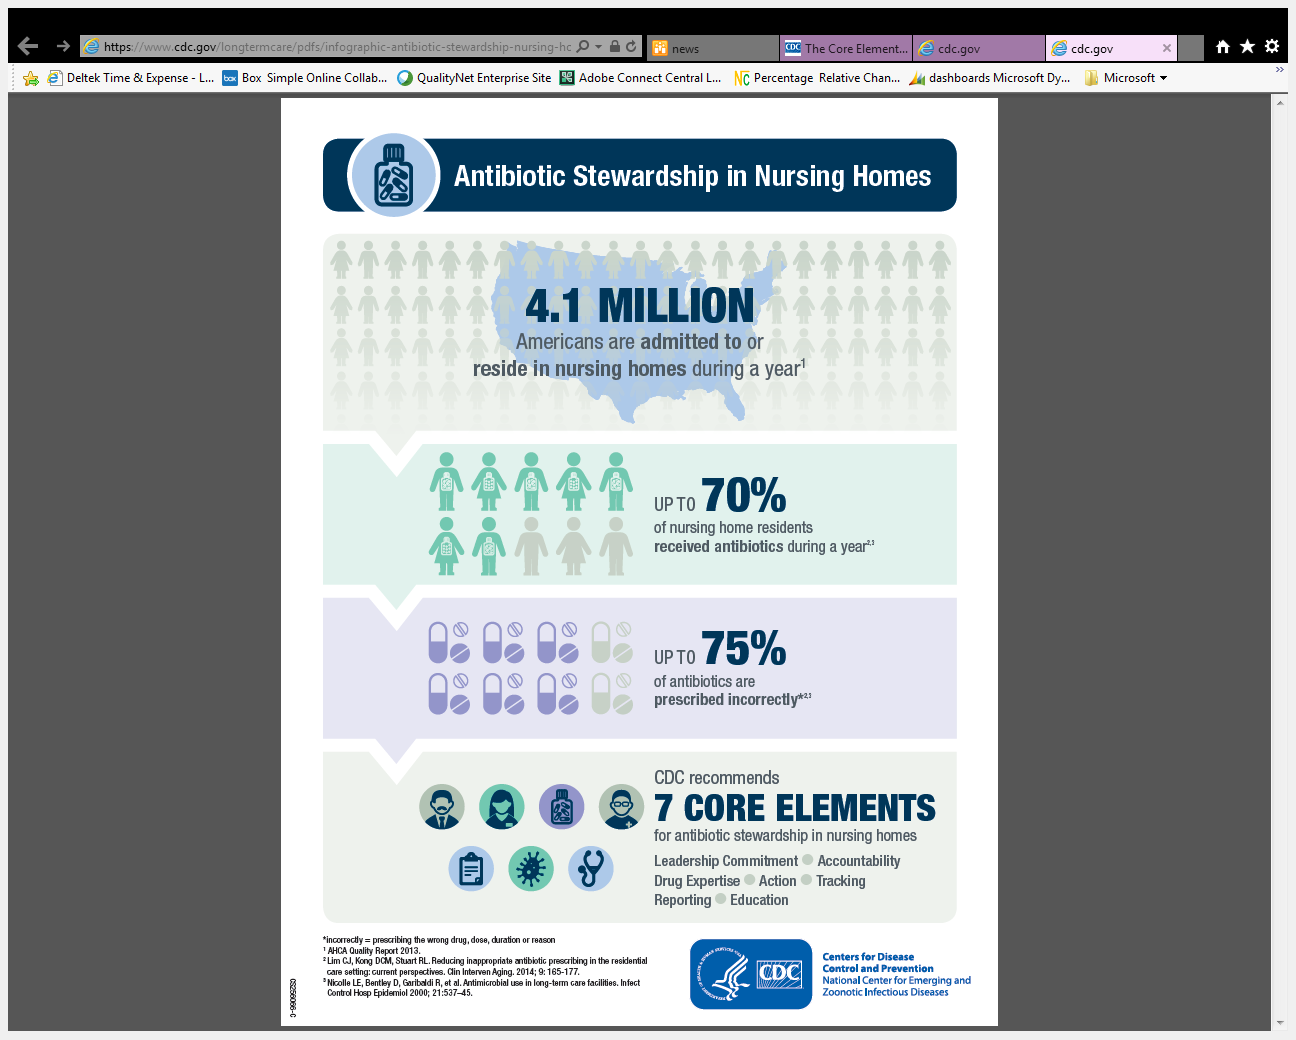 https://www.cdc.gov/longtermcare/pdfs/infographic-antibiotic-stewardship-nursing-hc
news
CDC The Core Element...
cdc.gov
cdc.gov
Deltek Time & Expense - L...
box Box Simple Online Collab...
QualityNet Enterprise Site
Adobe Connect Central L...
NC Percentage Relative Chan...
dashboards Microsoft Dy...
Microsoft
Antibiotic Stewardship in Nursing Homes
4.1 MILLION
Americans are admitted to or
reside in nursing homes during a year1
UP TO 70%
of nursing home residents
received antibiotics during a year2,3
UP TO 75%
of antibiotics are
prescribed incorrectly*2,3
CDC recommends
7 CORE ELEMENTS
for antibiotic stewardship in nursing homes
Leadership Commitment ● Accountability
Drug Expertise ● Action ● Tracking
Reporting ● Education
*incorrectly = prescribing the wrong drug, dose, duration or reason
1 AHCA Quality Report 2013.
2 Lim CJ, Kong DCM, Stuart RL. Reducing inappropriate antibiotic prescribing in the residential
care setting: current perspectives. Clin Interven Aging. 2014; 9: 165-177.
3 Nicolle LE, Bentley D, Garibaldi R, et al. Antimicrobial use in long-term care facilities. Infect
Control Hosp Epidemiol 2000; 21:537–45.
CDC
Centers for Disease
Control and Prevention
National Center for Emerging and
Zoonotic Infectious Diseases